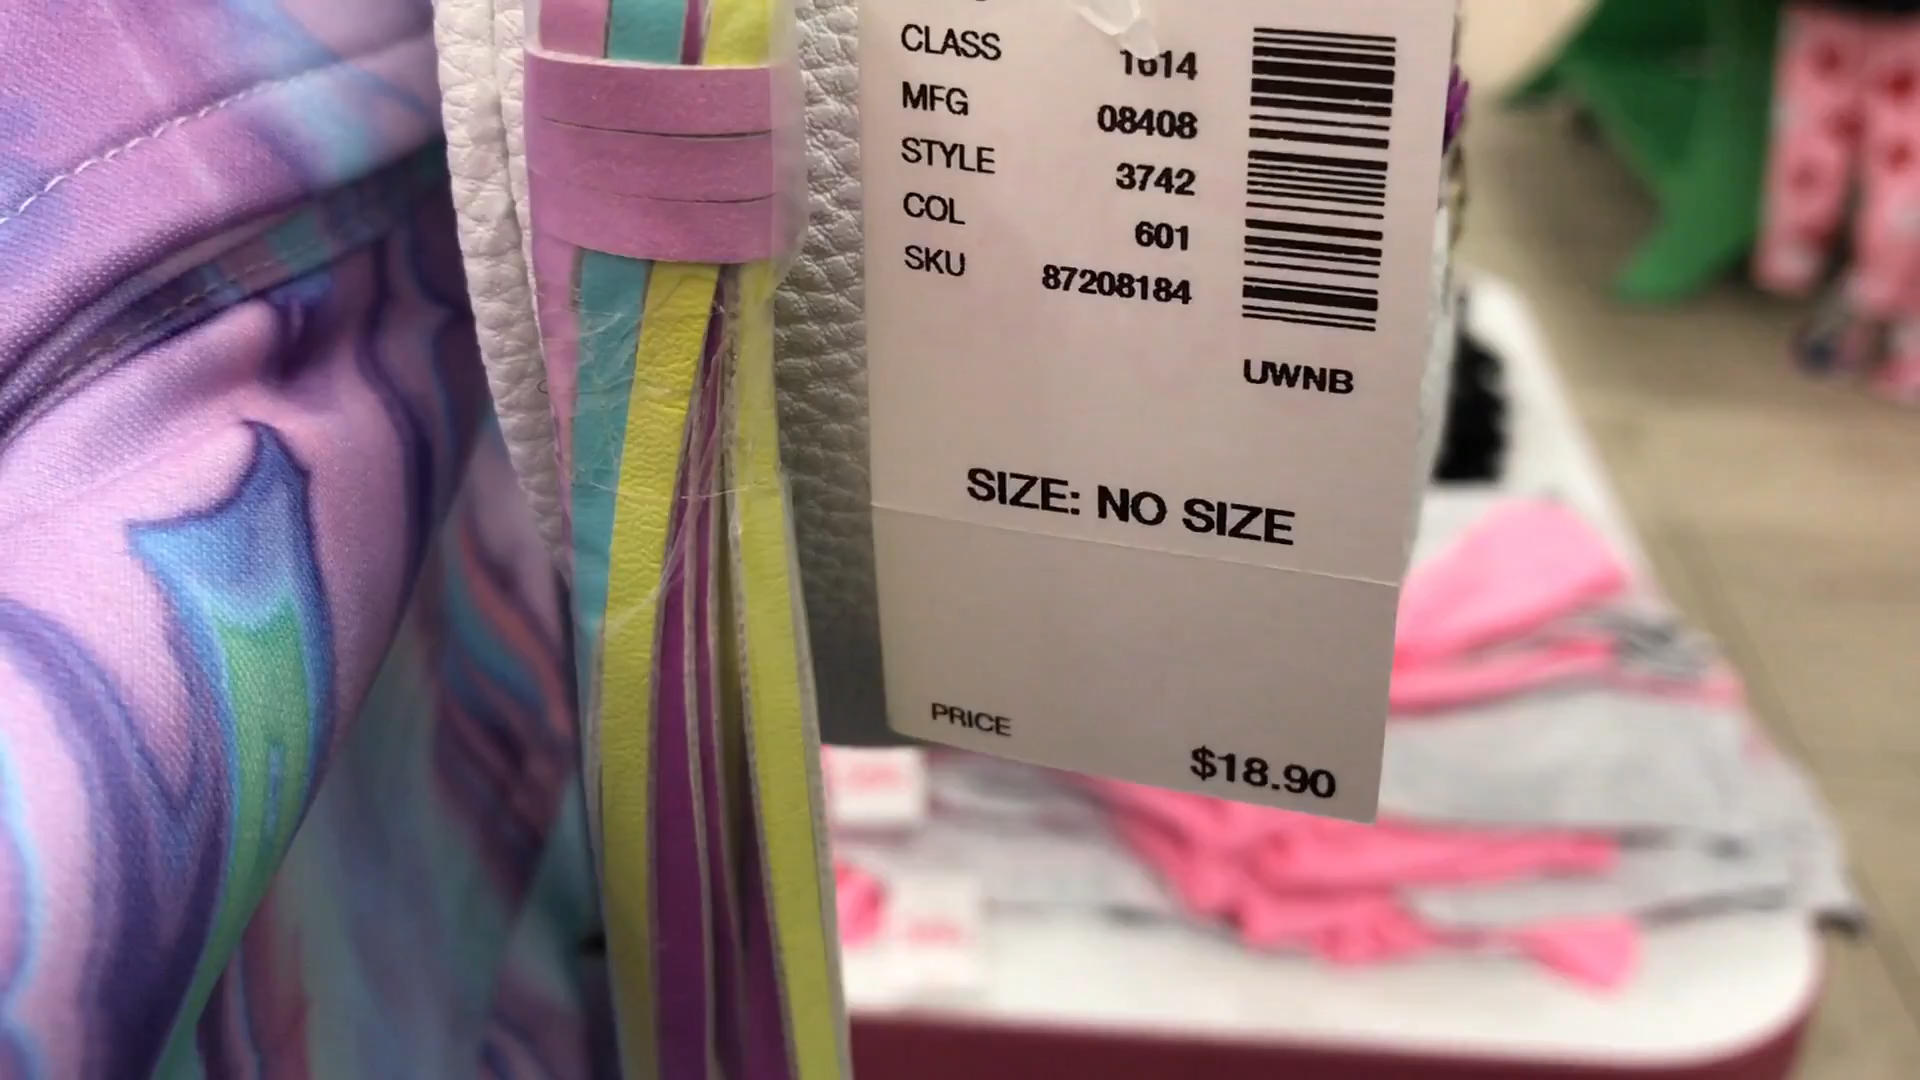 CLASS 1614
MFG 08408
STYLE 3742
COL 601
SKU 87208184
UWNB
SIZE: NO SIZE
PRICE $18.90